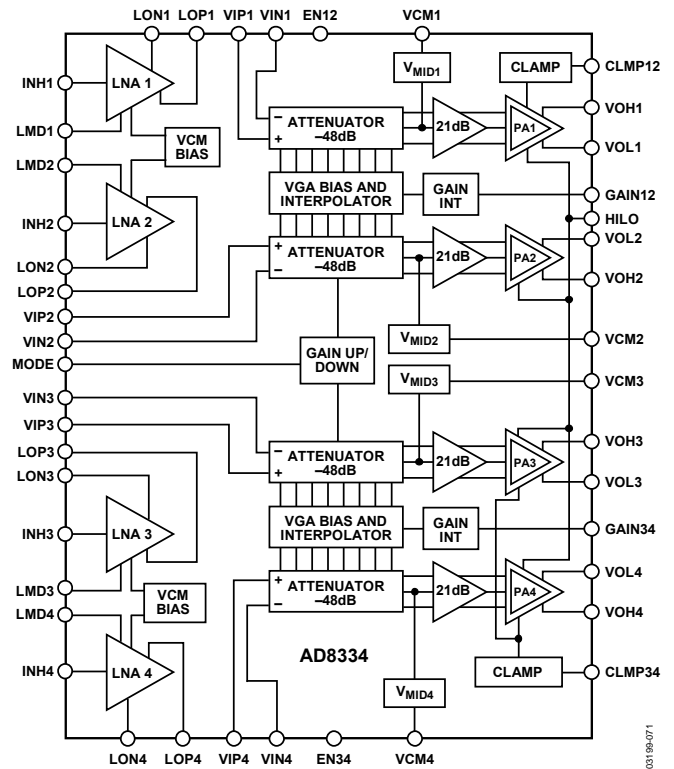 LON1 LOP1 VIP1 VIN1 EN12 VCM1
INH1
LNA 1
VMID1
CLAMP
CLMP12
VOH1
LMD1
VCM
BIAS
−
+
ATTENUATOR
–48dB
21dB
PA1
VOL1
LMD2
VGA BIAS AND
INTERPOLATOR
GAIN
INT
GAIN12
HILO
INH2
LNA 2
+
−
ATTENUATOR
–48dB
21dB
PA2
VOL2
VOH2
LON2
LOP2
VIP2
VIN2
VMID2
VCM2
MODE
GAIN UP/
DOWN
VMID3
VCM3
VIN3
VIP3
LOP3
LON3
−
+
ATTENUATOR
–48dB
21dB
PA3
VOH3
VOL3
INH3
LNA 3
VGA BIAS AND
INTERPOLATOR
GAIN
INT
GAIN34
LMD3
LMD4
VCM
BIAS
+
−
ATTENUATOR
–48dB
21dB
PA4
VOL4
VOH4
INH4
LNA 4
AD8334
CLAMP
CLMP34
VMID4
LON4 LOP4 VIP4 VIN4 EN34 VCM4
03199-071